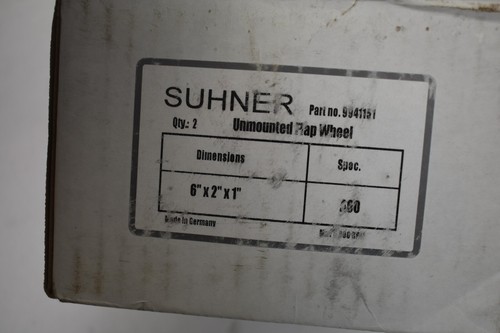 SUHNER Part no. 9941151
Qty.: 2 Unmounted Flap Wheel
Dimensions Spec.
6" x 2" x 1"
Made in Germany